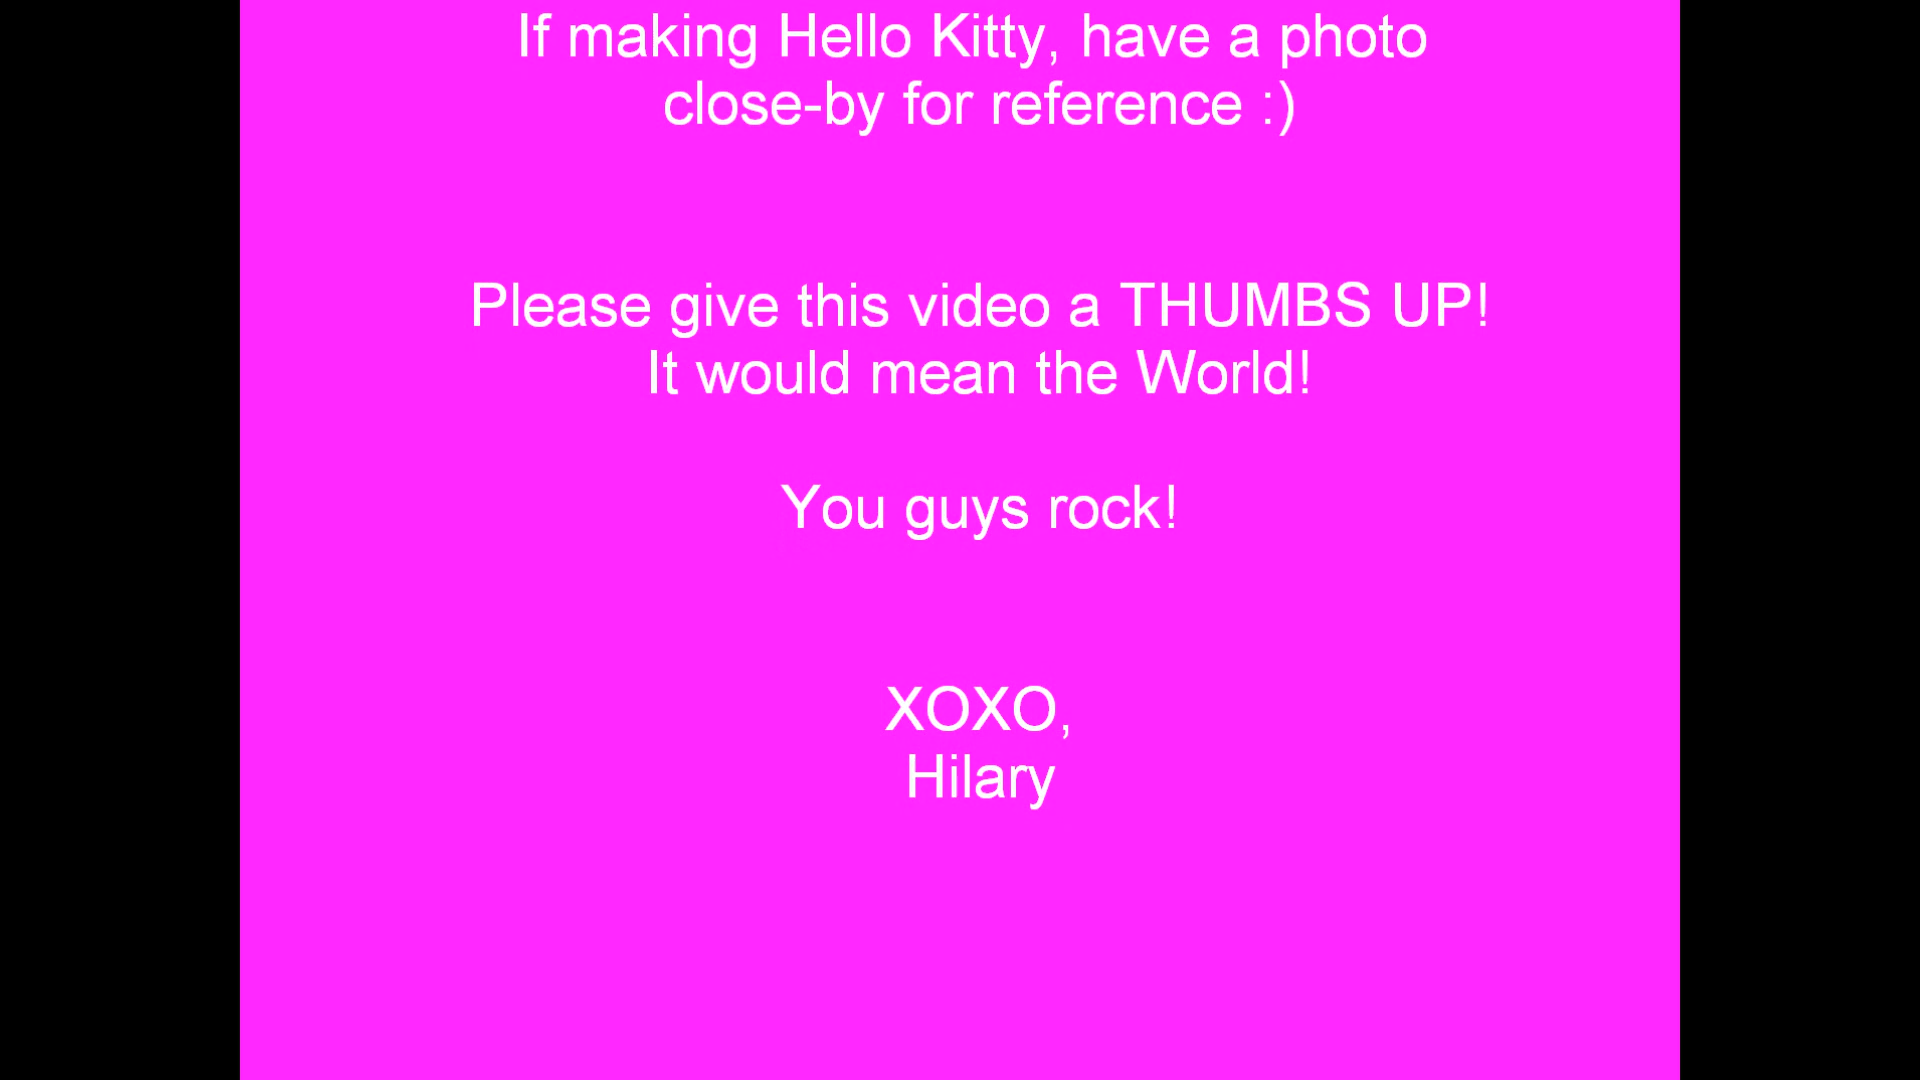 If making Hello Kitty, have a photo
close-by for reference :)
Please give this video a THUMBS UP!
It would mean the World!
You guys rock!
XOXO,
Hilary